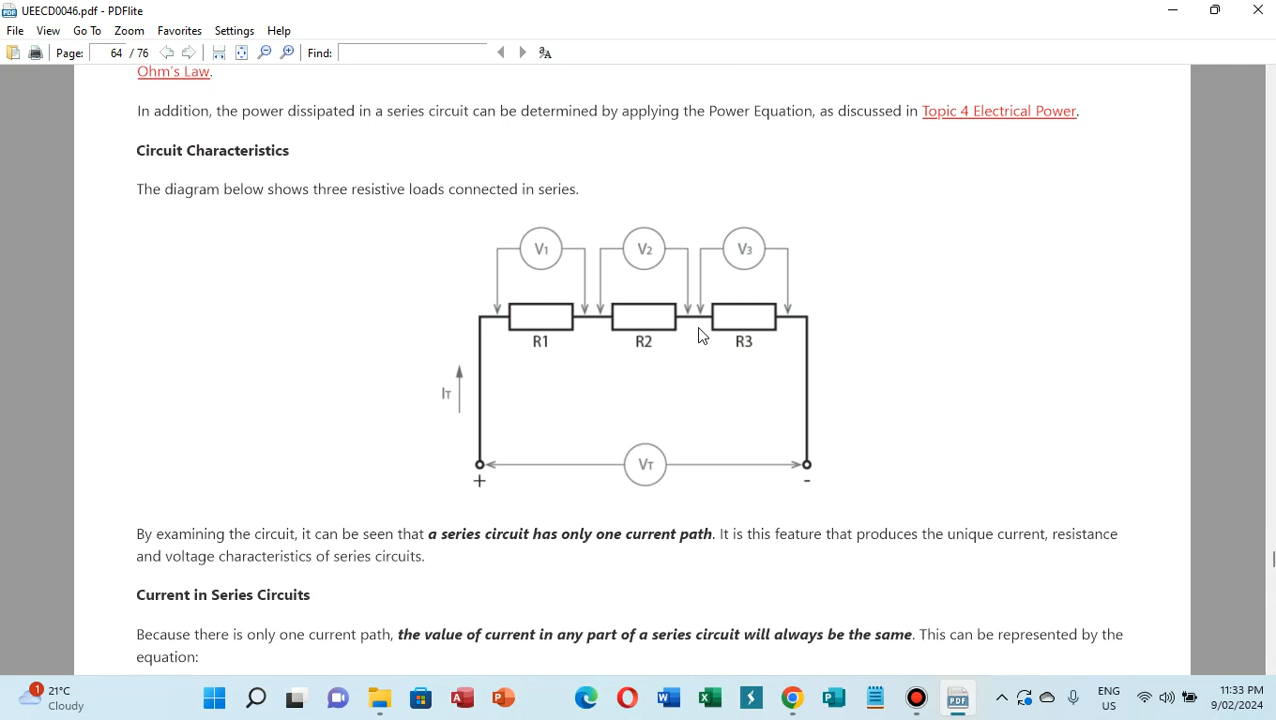 UEECD0046.pdf - PDFlite
File View Go To Zoom Favorites Settings Help
Page: 64 / 76 Find:
Ohm's Law.
In addition, the power dissipated in a series circuit can be determined by applying the Power Equation, as discussed in Topic 4 Electrical Power.
Circuit Characteristics
The diagram below shows three resistive loads connected in series.
V1 V2 V3
R1 R2 R3
IT
VT
+ -
By examining the circuit, it can be seen that a series circuit has only one current path. It is this feature that produces the unique current, resistance
and voltage characteristics of series circuits.
Current in Series Circuits
Because there is only one current path, the value of current in any part of a series circuit will always be the same. This can be represented by the
equation:
1 21°C
Cloudy
A P W X P PDF
ENG
US
11:33 PM
9/02/2024